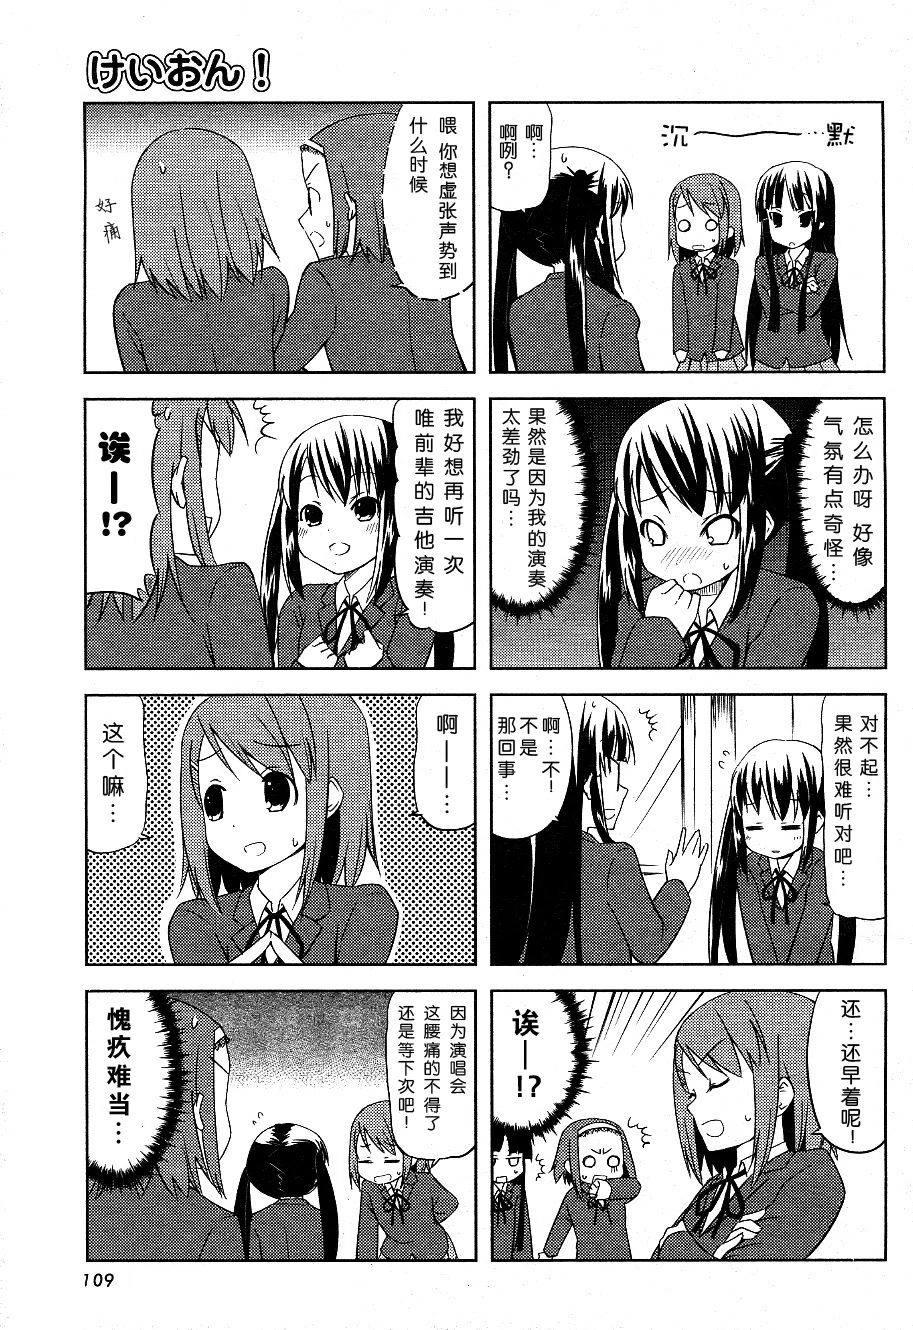 けいおん！
沉～…默
啊…
啊咧？
怎么办呀 好像
气氛有点奇怪…
果然是因为我的演奏
太差劲了吗…
对不起…
果然很难听对吧…
啊…不！
不是
那回事…
还…还早着呢！
诶—!?
喂 你想虚张声势到
什么时候
好痛
我好想再听一次
唯前辈的吉他演奏！
诶—!?
啊——…
这个嘛…
因为演唱会
这腰痛的不得了
还是等下次吧！
愧疚难当…
109